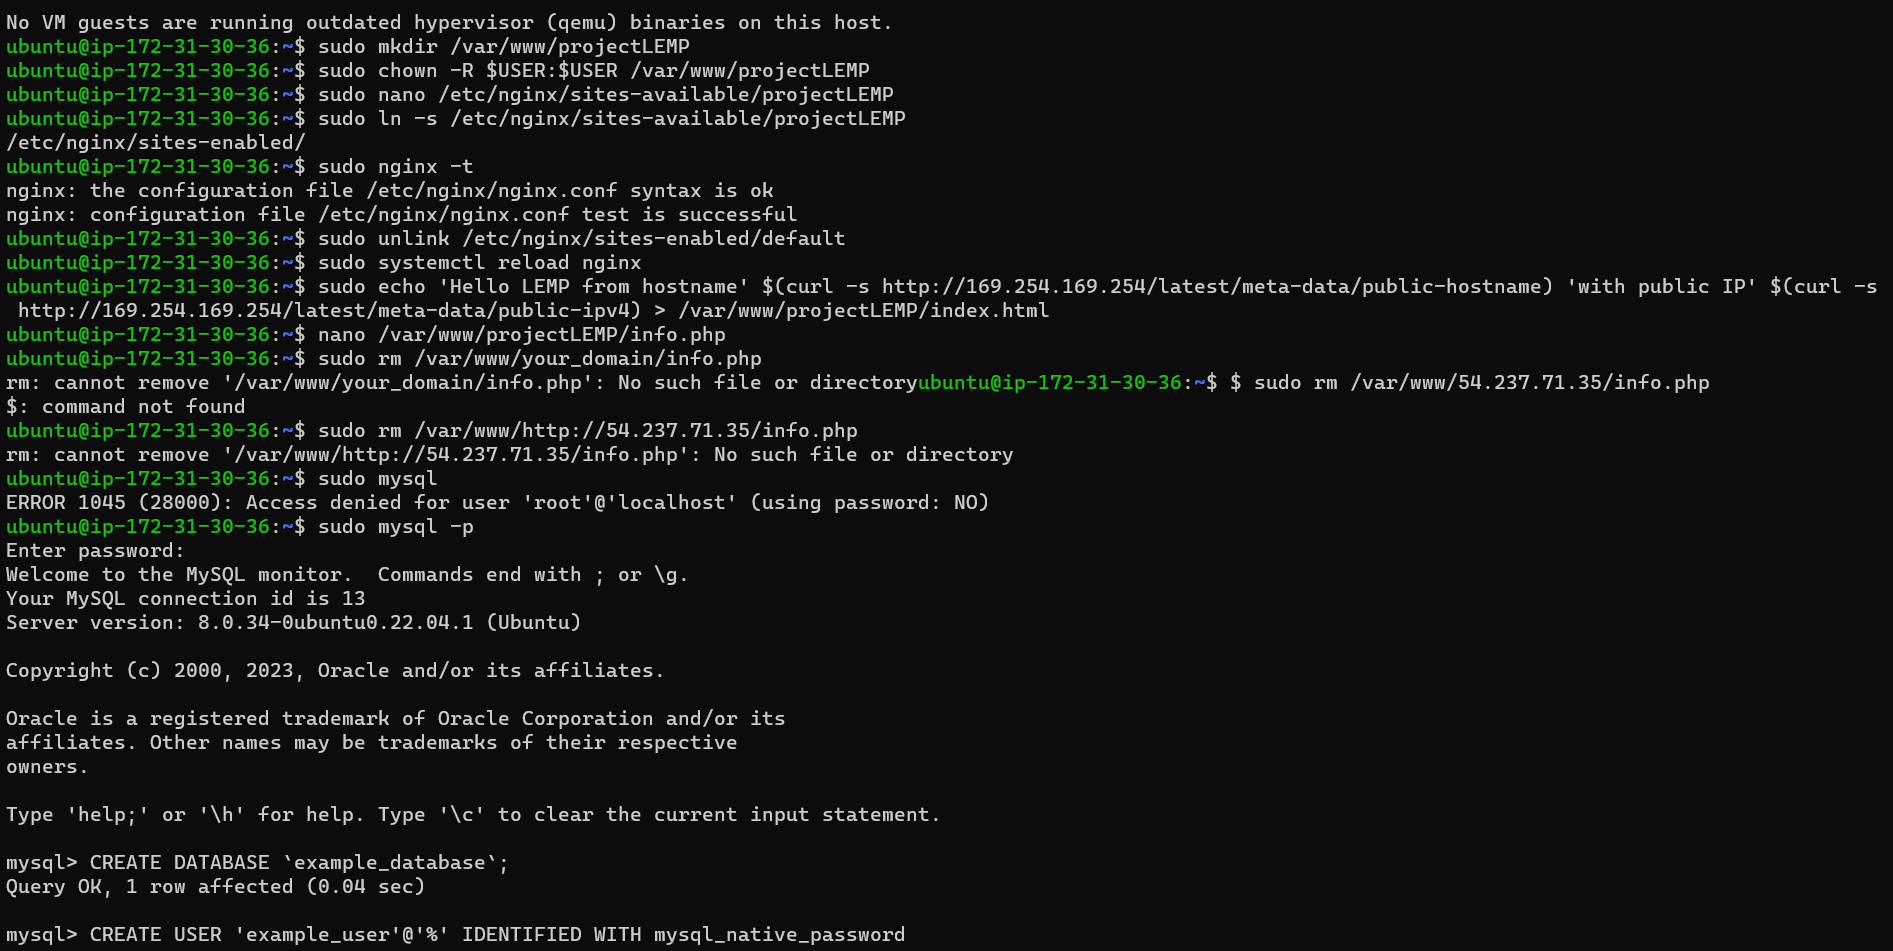 No VM guests are running outdated hypervisor (qemu) binaries on this host.
ubuntu@ip-172-31-30-36:~$ sudo mkdir /var/www/projectLEMP
ubuntu@ip-172-31-30-36:~$ sudo chown -R $USER:$USER /var/www/projectLEMP
ubuntu@ip-172-31-30-36:~$ sudo nano /etc/nginx/sites-available/projectLEMP
ubuntu@ip-172-31-30-36:~$ sudo ln -s /etc/nginx/sites-available/projectLEMP
/etc/nginx/sites-enabled/
ubuntu@ip-172-31-30-36:~$ sudo nginx -t
nginx: the configuration file /etc/nginx/nginx.conf syntax is ok
nginx: configuration file /etc/nginx/nginx.conf test is successful
ubuntu@ip-172-31-30-36:~$ sudo unlink /etc/nginx/sites-enabled/default
ubuntu@ip-172-31-30-36:~$ sudo systemctl reload nginx
ubuntu@ip-172-31-30-36:~$ sudo echo 'Hello LEMP from hostname' $(curl -s http://169.254.169.254/latest/meta-data/public-hostname) 'with public IP' $(curl -s
 http://169.254.169.254/latest/meta-data/public-ipv4) > /var/www/projectLEMP/index.html
ubuntu@ip-172-31-30-36:~$ nano /var/www/projectLEMP/info.php
ubuntu@ip-172-31-30-36:~$ sudo rm /var/www/your_domain/info.php
rm: cannot remove '/var/www/your_domain/info.php': No such file or directoryubuntu@ip-172-31-30-36:~$ $ sudo rm /var/www/54.237.71.35/info.php
$: command not found
ubuntu@ip-172-31-30-36:~$ sudo rm /var/www/http://54.237.71.35/info.php
rm: cannot remove '/var/www/http://54.237.71.35/info.php': No such file or directory
ubuntu@ip-172-31-30-36:~$ sudo mysql
ERROR 1045 (28000): Access denied for user 'root'@'localhost' (using password: NO)
ubuntu@ip-172-31-30-36:~$ sudo mysql -p
Enter password:
Welcome to the MySQL monitor.  Commands end with ; or \g.
Your MySQL connection id is 13
Server version: 8.0.34-0ubuntu0.22.04.1 (Ubuntu)

Copyright (c) 2000, 2023, Oracle and/or its affiliates.

Oracle is a registered trademark of Oracle Corporation and/or its
affiliates. Other names may be trademarks of their respective
owners.

Type 'help;' or '\h' for help. Type '\c' to clear the current input statement.

mysql> CREATE DATABASE `example_database`;
Query OK, 1 row affected (0.04 sec)

mysql> CREATE USER 'example_user'@'%' IDENTIFIED WITH mysql_native_password